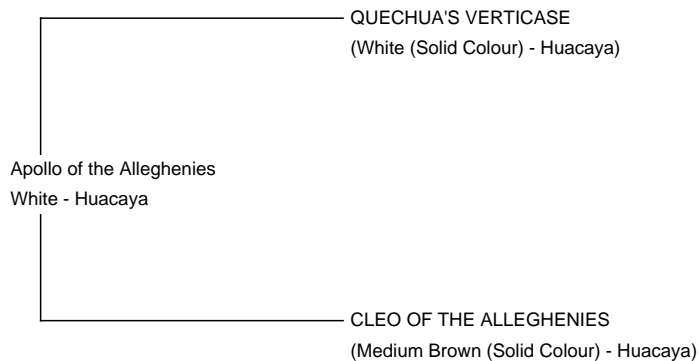 QUECHUA'S VERTICASE
(White (Solid Colour) - Huacaya)
Apollo of the Alleghenies
White - Huacaya
CLEO OF THE ALLEGHENIES
(Medium Brown (Solid Colour) - Huacaya)